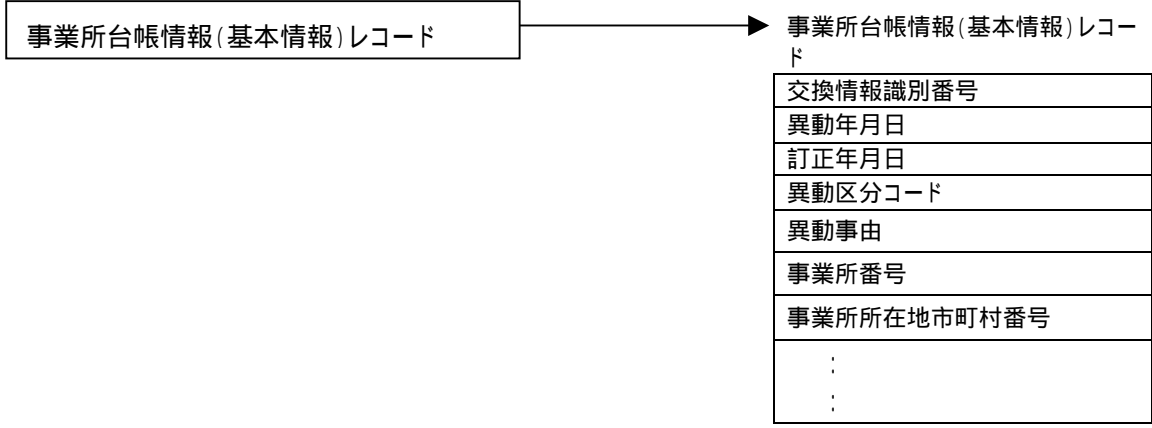 事業所台帳情報(基本情報)レコード
事業所台帳情報(基本情報)レコー
ド
交換情報識別番号
異動年月日
訂正年月日
異動区分コード
異動事由
事業所番号
事業所所在地市町村番号
:
: